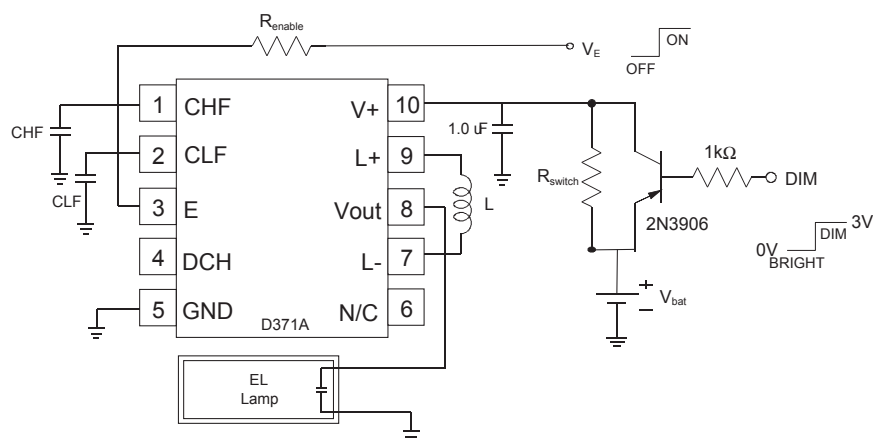 Renable
VE
ON
OFF
1 CHF
V+ 10
CHF
1.0 uF
2 CLF
L+ 9
1kΩ
Rswitch
DIM
CLF
3 E
Vout 8
L
2N3906
3V
DIM
0V
BRIGHT
4 DCH
L- 7
+
Vbat
−
5 GND
N/C 6
D371A
EL
Lamp